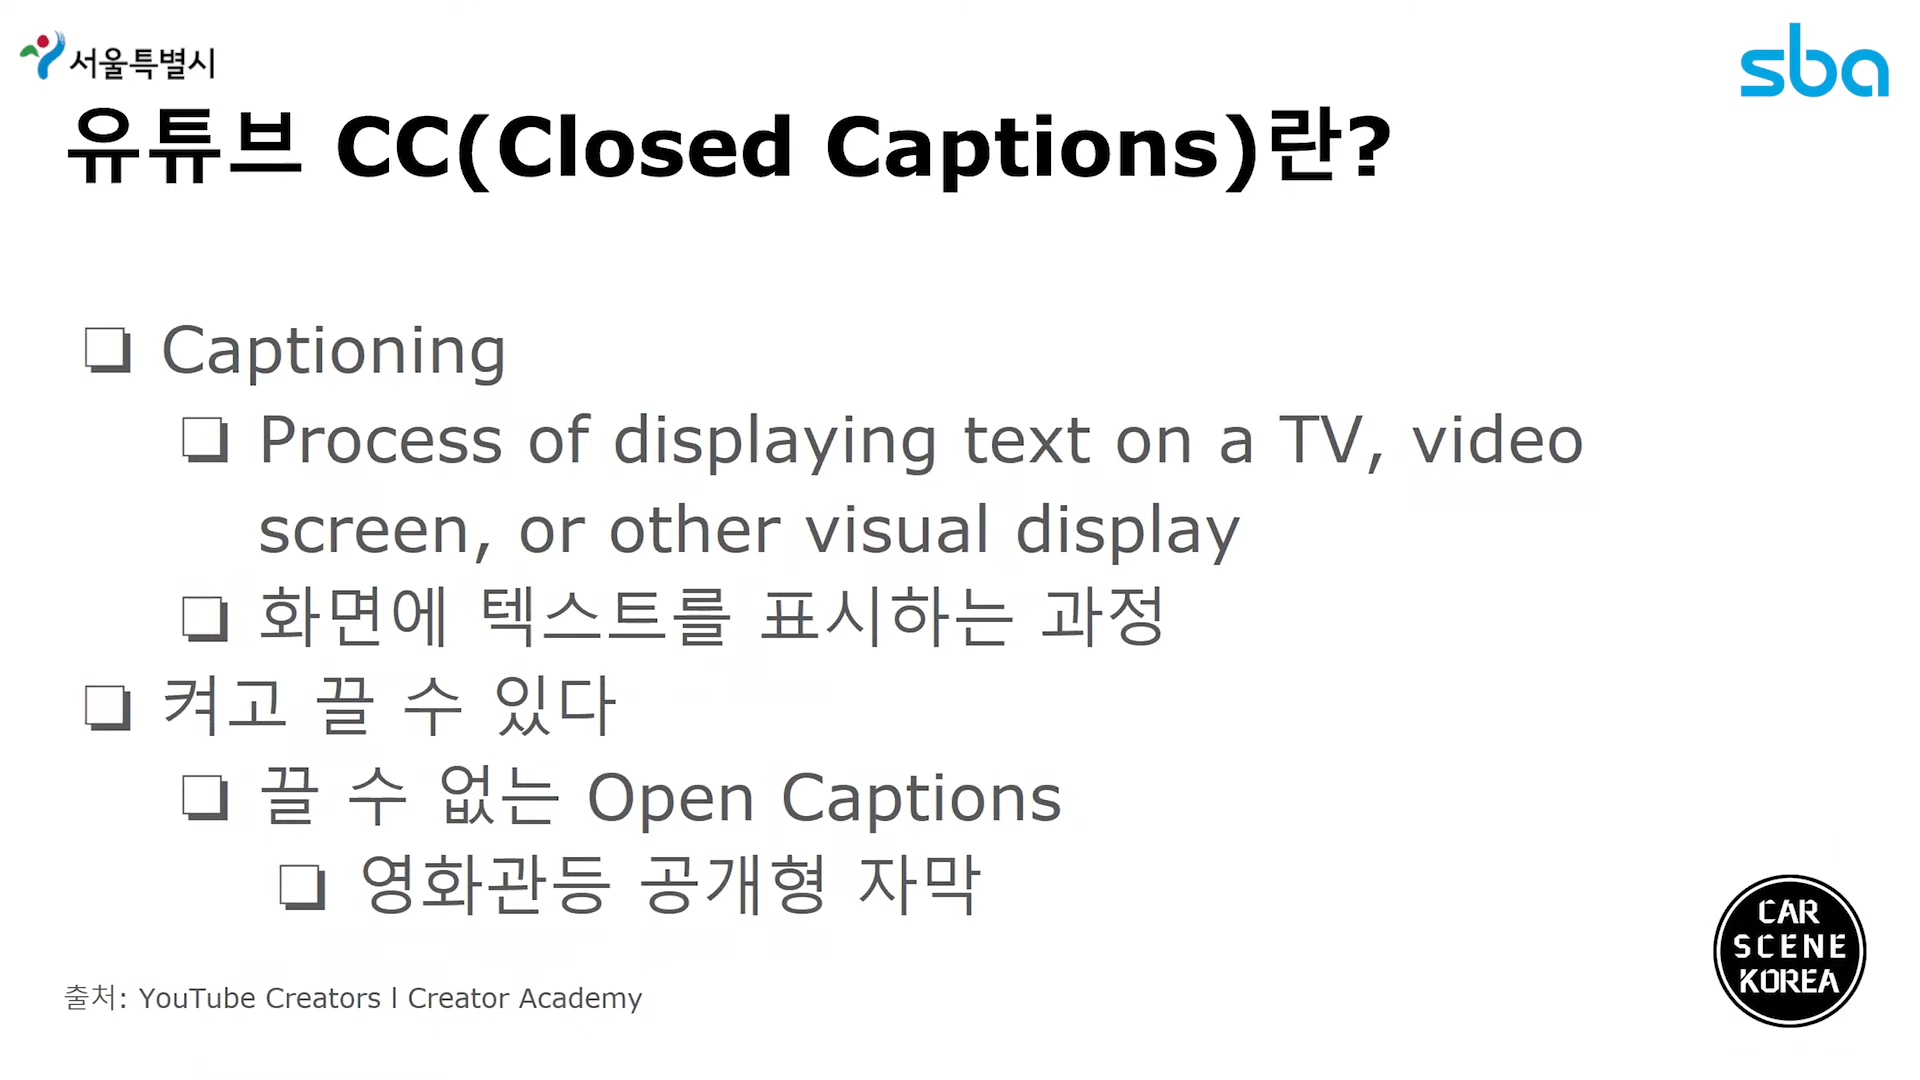 서울특별시
sba
유튜브 CC(Closed Captions)란?
❏ Captioning
❏ Process of displaying text on a TV, video
screen, or other visual display
❏ 화면에 텍스트를 표시하는 과정
❏ 켜고 끌 수 있다
❏ 끌 수 없는 Open Captions
❏ 영화관등 공개형 자막
CAR
SCENE
KOREA
출처: YouTube Creators l Creator Academy